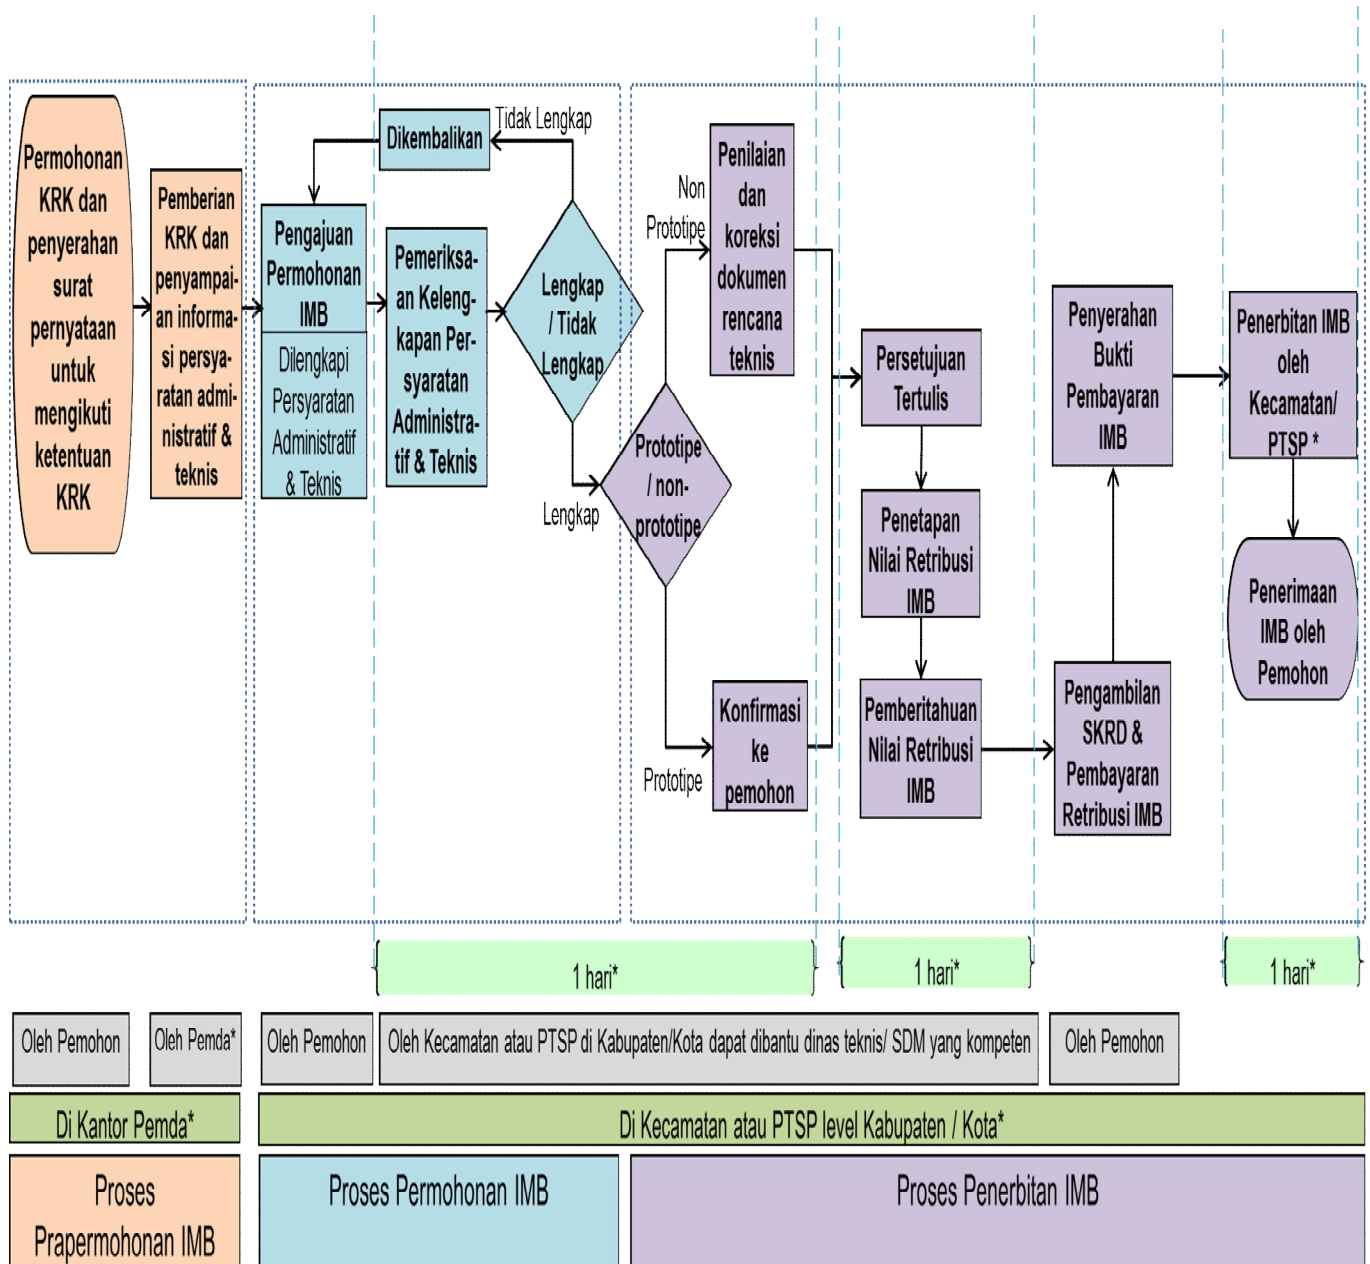 Permohonan
KRK dan
penyerahan
surat
pernyataan
untuk
mengikuti
ketentuan
KRK
Pemberian
KRK dan
penyampai-
an informa-
si persya-
ratan admi-
nistratif &
teknis
Pengajuan
Permohonan
IMB
Dilengkapi
Persyaratan
Administratif
& Teknis
Dikembalikan
Tidak Lengkap
Pemeriksa-
an Keleng-
kapan Per-
syaratan
Administra-
tif & Teknis
Lengkap
/ Tidak
Lengkap
Lengkap
Prototipe
/ non-
prototipe
Non
Prototipe
Penilaian
dan
koreksi
dokumen
rencana
teknis
Prototipe
Konfirmasi
ke
pemohon
Persetujuan
Tertulis
Penetapan
Nilai Retribusi
IMB
Pemberitahuan
Nilai Retribusi
IMB
Pengambilan
SKRD &
Pembayaran
Retribusi IMB
Penyerahan
Bukti
Pembayaran
IMB
Penerbitan IMB
oleh
Kecamatan/
PTSP *
Penerimaan
IMB oleh
Pemohon
1 hari*
1 hari*
1 hari*
Oleh Pemohon
Oleh Pemda*
Oleh Pemohon
Oleh Kecamatan atau PTSP di Kabupaten/Kota dapat dibantu dinas teknis/ SDM yang kompeten
Oleh Pemohon
Di Kantor Pemda*
Di Kecamatan atau PTSP level Kabupaten / Kota*
Proses
Prapermohonan IMB
Proses Permohonan IMB
Proses Penerbitan IMB